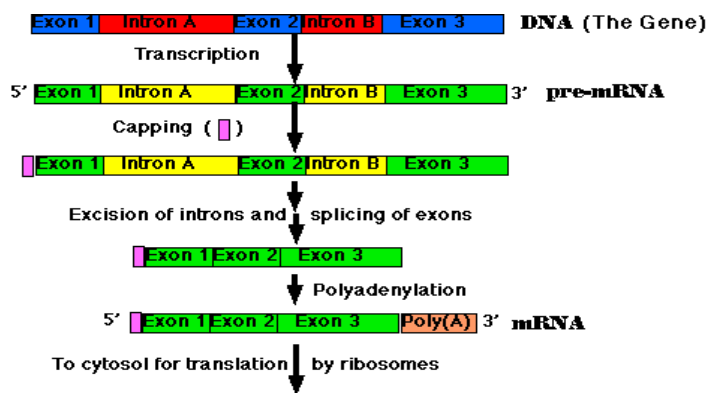 Exon 1 Intron A Exon 2 Intron B Exon 3 DNA (The Gene)
Transcription
5' Exon 1 Intron A Exon 2 Intron B Exon 3 3' pre-mRNA
Capping ( )
Exon 1 Intron A Exon 2 Intron B Exon 3
Excision of introns and splicing of exons
Exon 1 Exon 2 Exon 3
Polyadenylation
5' Exon 1 Exon 2 Exon 3 Poly(A) 3' mRNA
To cytosol for translation by ribosomes